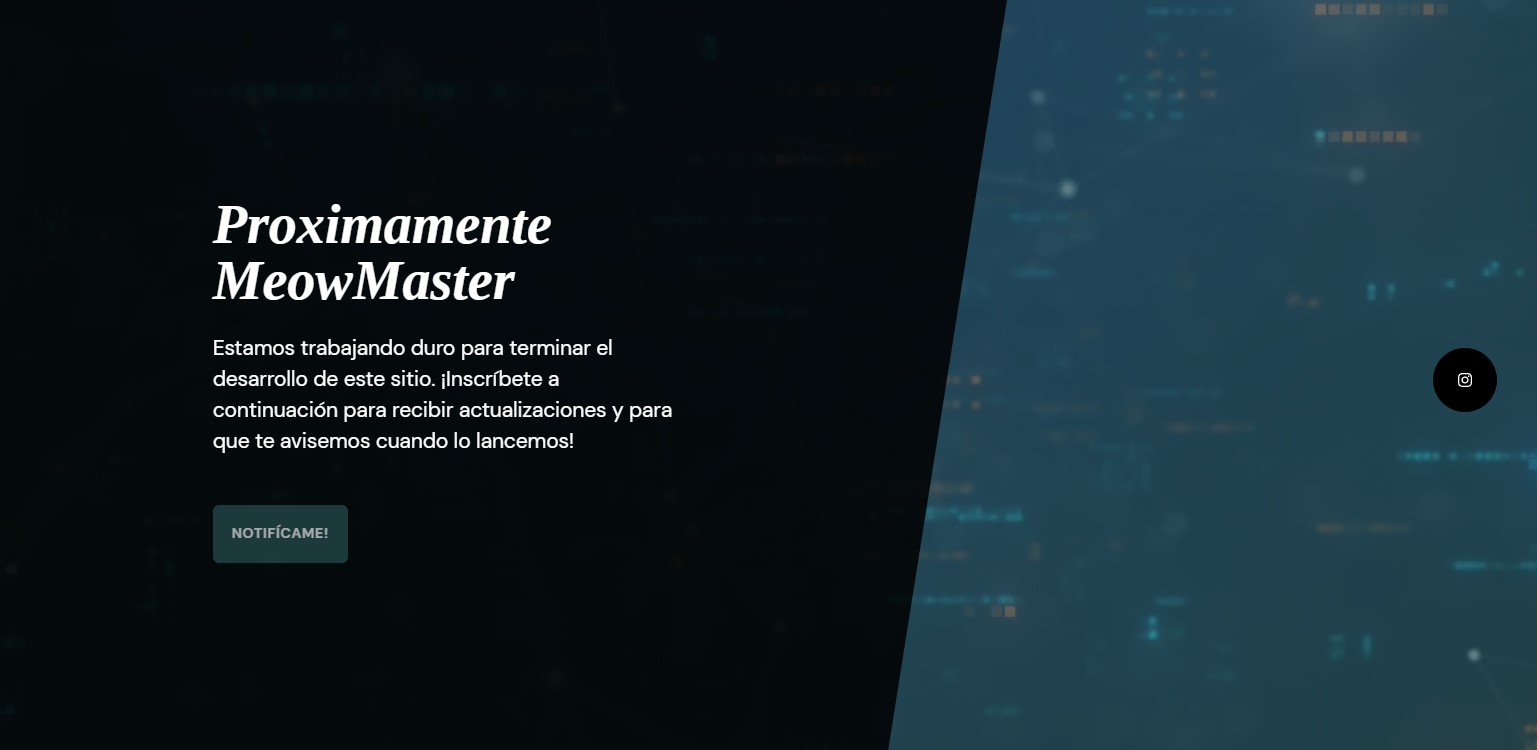 Proximamente
MeowMaster
Estamos trabajando duro para terminar el
desarrollo de este sitio. ¡Inscríbete a
continuación para recibir actualizaciones y para
que te avisemos cuando lo lancemos!
NOTIFÍCAME!